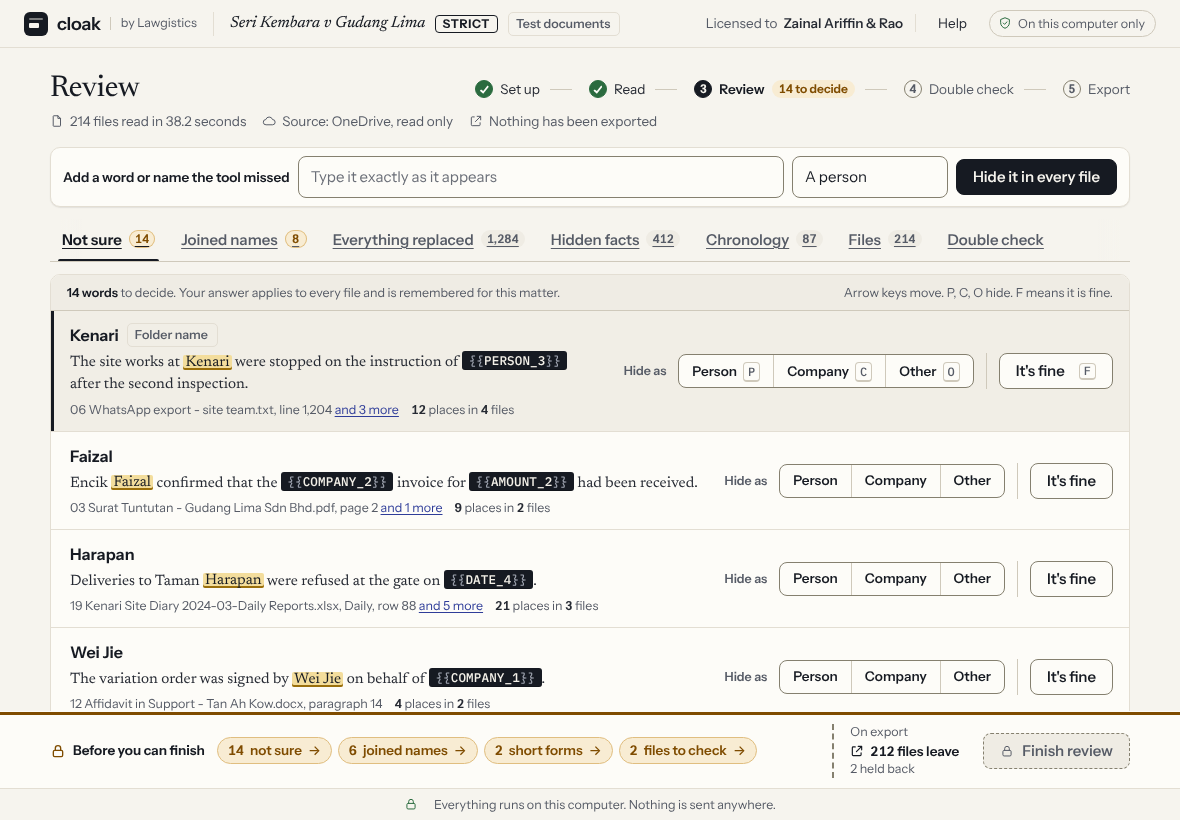 cloak by Lawgistics Seri Kembara v Gudang Lima STRICT Test documents Licensed to Zainal Ariffin & Rao Help On this computer only
Review Set up Read 3 Review 14 to decide 4 Double check 5 Export
214 files read in 38.2 seconds Source: OneDrive, read only Nothing has been exported
Add a word or name the tool missed Type it exactly as it appears A person Hide it in every file
Not sure 14 Joined names 8 Everything replaced 1,284 Hidden facts 412 Chronology 87 Files 214 Double check
14 words to decide. Your answer applies to every file and is remembered for this matter. Arrow keys move. P, C, O hide. F means it is fine.
Kenari Folder name
The site works at Kenari were stopped on the instruction of {{PERSON_3}}
after the second inspection.
Hide as Person P Company C Other O It's fine F
06 WhatsApp export - site team.txt, line 1,204 and 3 more 12 places in 4 files
Faizal
Encik Faizal confirmed that the {{COMPANY_2}} invoice for {{AMOUNT_2}} had been received. Hide as Person Company Other It's fine
03 Surat Tuntutan - Gudang Lima Sdn Bhd.pdf, page 2 and 1 more 9 places in 2 files
Harapan
Deliveries to Taman Harapan were refused at the gate on {{DATE_4}}. Hide as Person Company Other It's fine
19 Kenari Site Diary 2024-03-Daily Reports.xlsx, Daily, row 88 and 5 more 21 places in 3 files
Wei Jie
The variation order was signed by Wei Jie on behalf of {{COMPANY_1}}. Hide as Person Company Other It's fine
12 Affidavit in Support - Tan Ah Kow.docx, paragraph 14 4 places in 2 files
Before you can finish 14 not sure → 6 joined names → 2 short forms → 2 files to check →
On export
212 files leave
2 held back
Finish review
Everything runs on this computer. Nothing is sent anywhere.